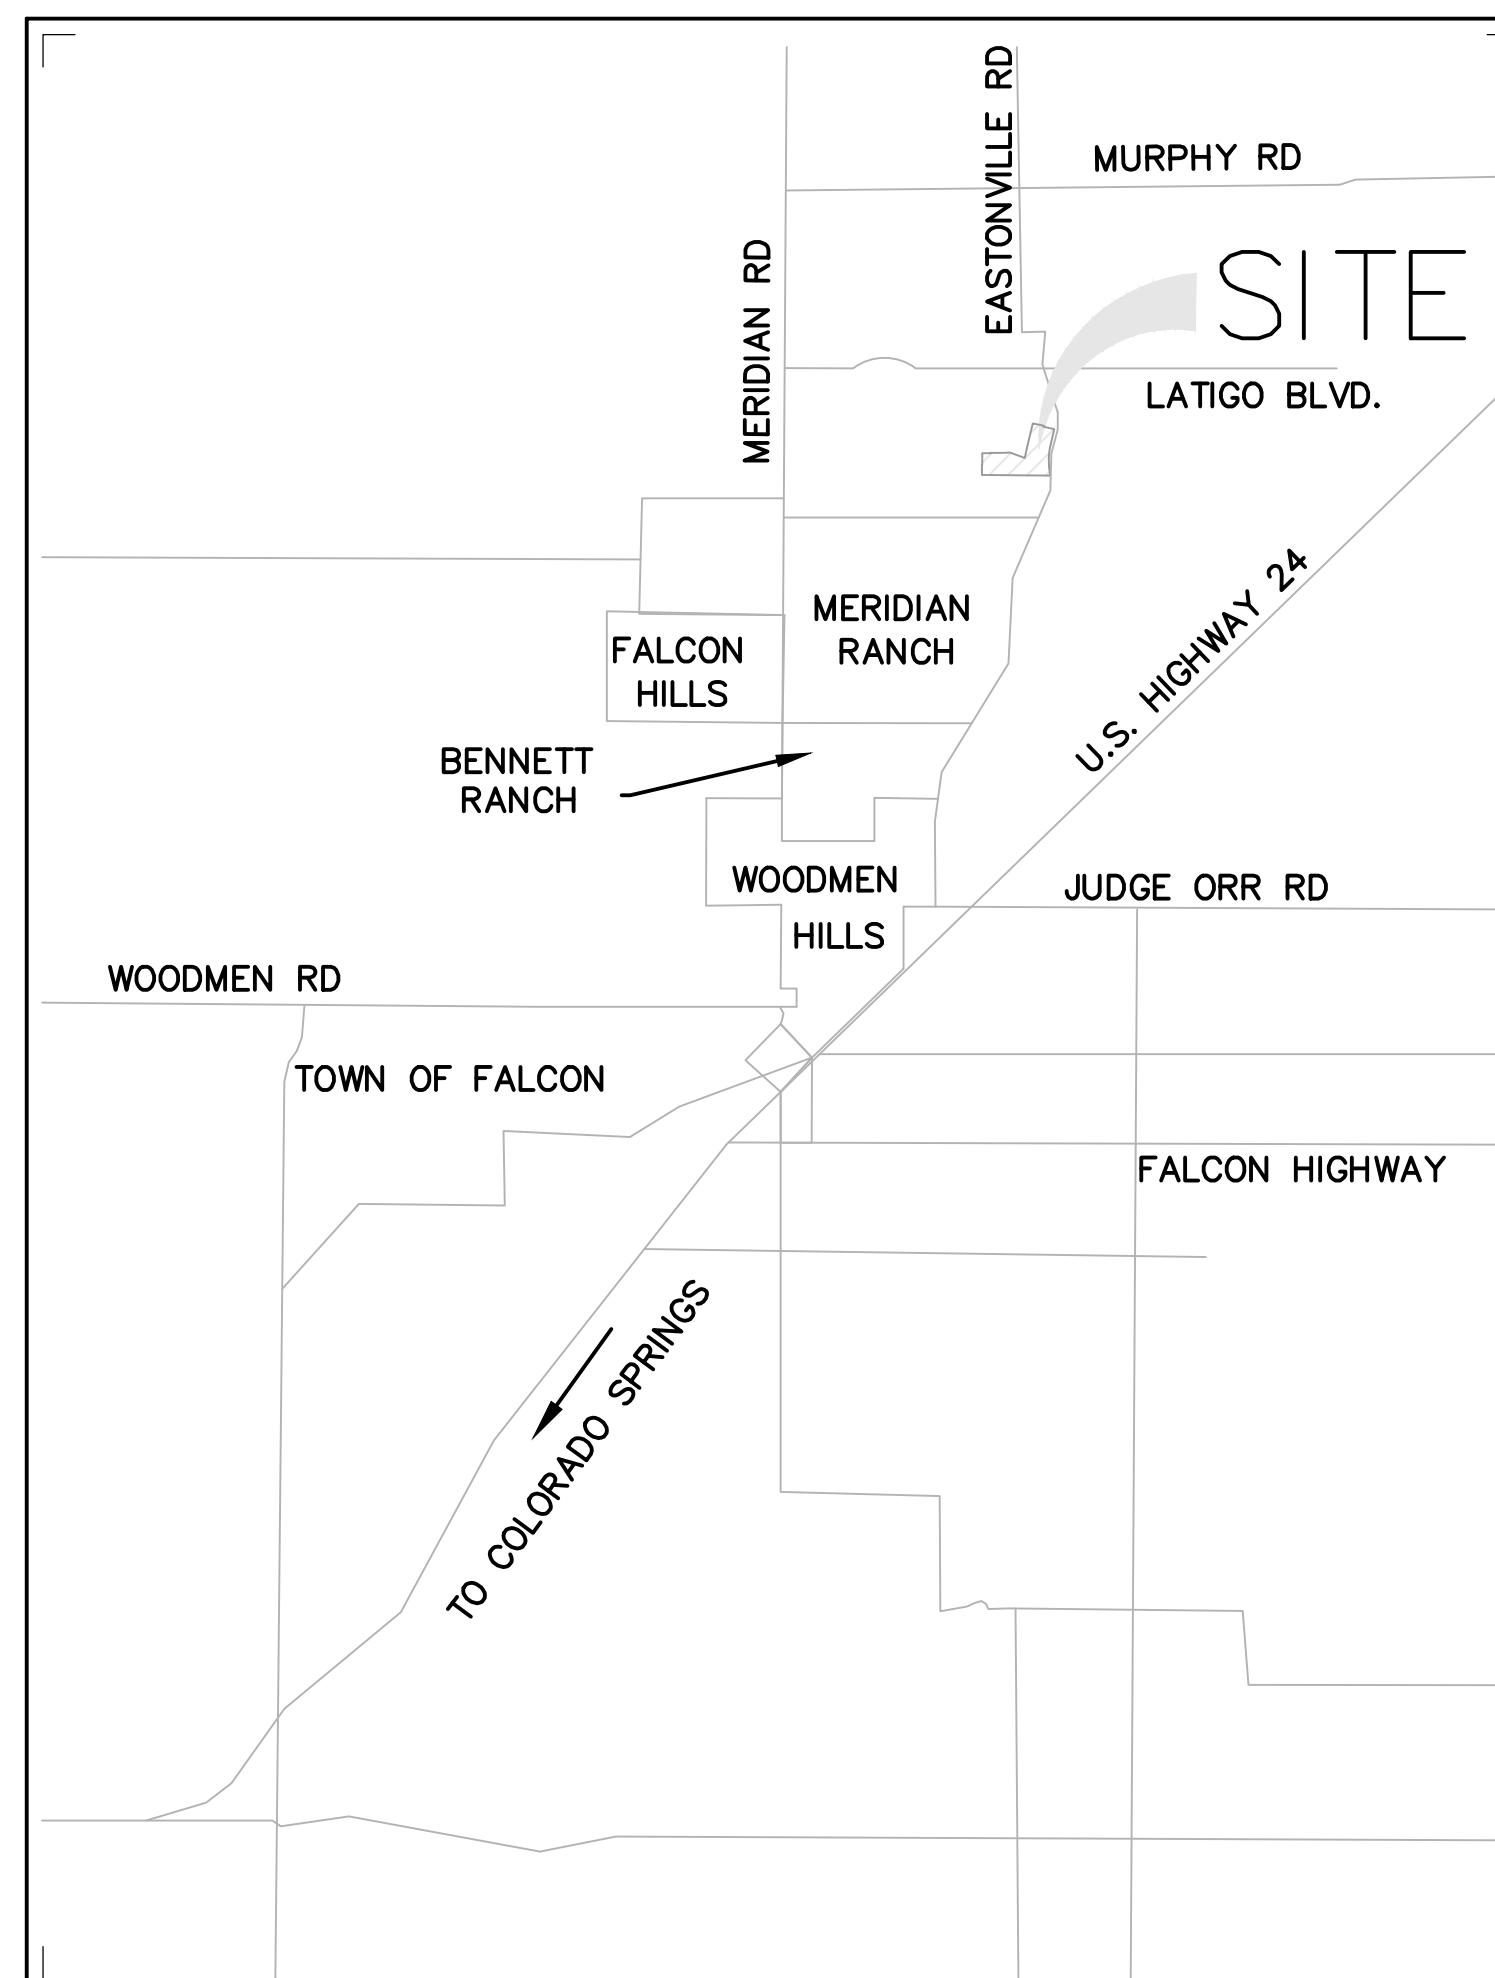 EASTONVILLE RD
MURPHY RD
MERIDIAN RD
SITE
LATIGO BLVD.
U.S. HIGHWAY 24
MERIDIAN
RANCH
FALCON
HILLS
BENNETT
RANCH
WOODMEN
HILLS
JUDGE ORR RD
WOODMEN RD
TOWN OF FALCON
FALCON HIGHWAY
TO COLORADO SPRINGS